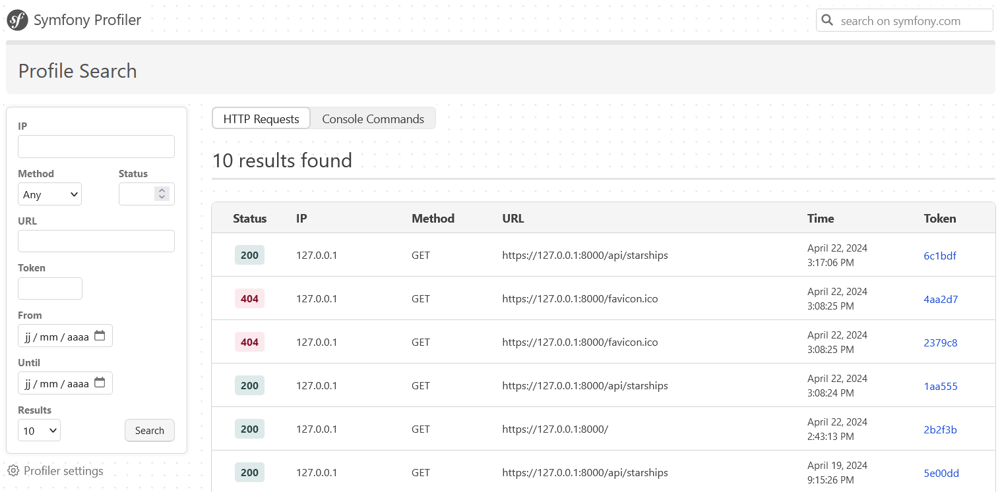 sf Symfony Profiler
search on symfony.com
Profile Search
IP
Method Status
Any
URL
Token
From
jj / mm / aaaa
Until
jj / mm / aaaa
Results
10 Search
Profiler settings
HTTP Requests Console Commands
10 results found
Status IP Method URL Time Token
200 127.0.0.1 GET https://127.0.0.1:8000/api/starships April 22, 2024 3:17:06 PM 6c1bdf
404 127.0.0.1 GET https://127.0.0.1:8000/favicon.ico April 22, 2024 3:08:25 PM 4aa2d7
404 127.0.0.1 GET https://127.0.0.1:8000/favicon.ico April 22, 2024 3:08:25 PM 2379c8
200 127.0.0.1 GET https://127.0.0.1:8000/api/starships April 22, 2024 3:08:24 PM 1aa555
200 127.0.0.1 GET https://127.0.0.1:8000/ April 22, 2024 2:43:13 PM 2b2f3b
200 127.0.0.1 GET https://127.0.0.1:8000/api/starships April 19, 2024 9:15:26 PM 5e00dd